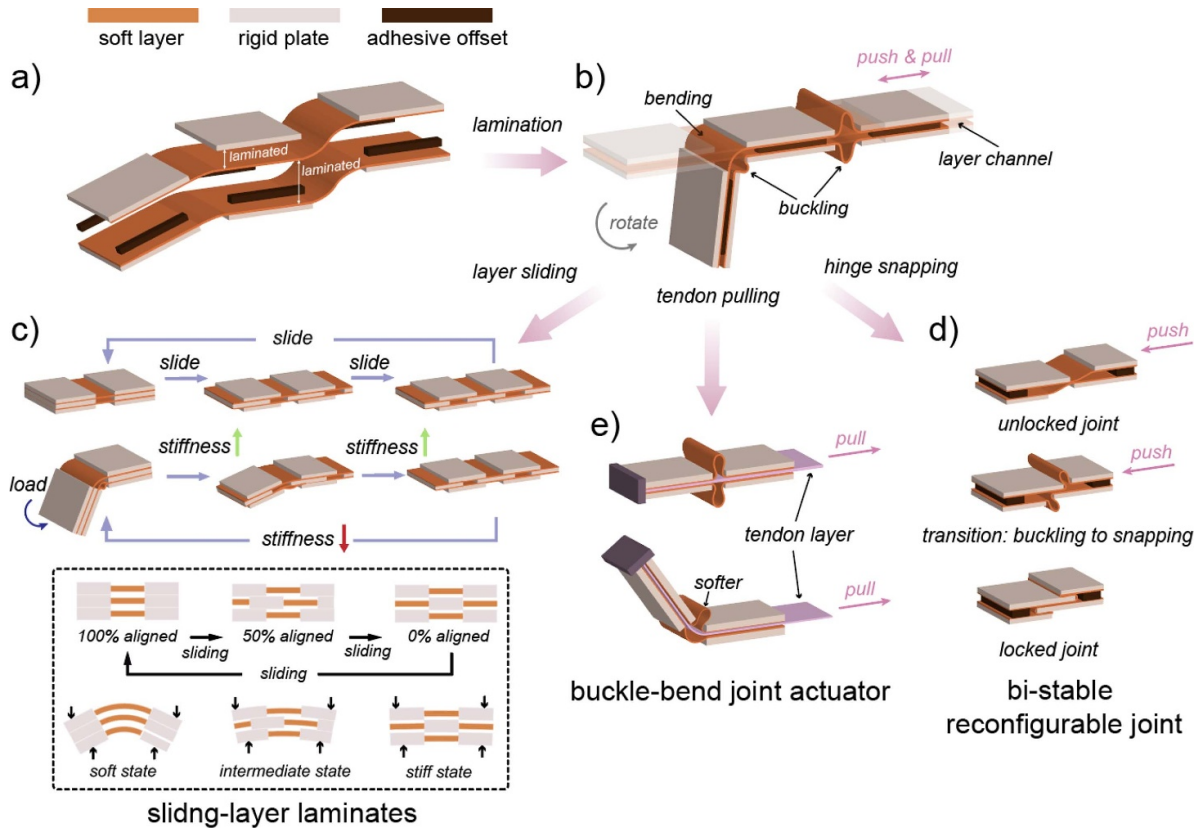 soft layer
rigid plate
adhesive offset
a)
laminated
laminated
lamination
b)
push & pull
bending
layer channel
buckling
rotate
layer sliding
tendon pulling
hinge snapping
c)
slide
slide
slide
stiffness
stiffness
load
stiffness
100% aligned
50% aligned
0% aligned
sliding
sliding
sliding
soft state
intermediate state
stiff state
slidng-layer laminates
e)
pull
tendon layer
softer
pull
buckle-bend joint actuator
d)
push
unlocked joint
push
transition: buckling to snapping
locked joint
bi-stable
reconfigurable joint